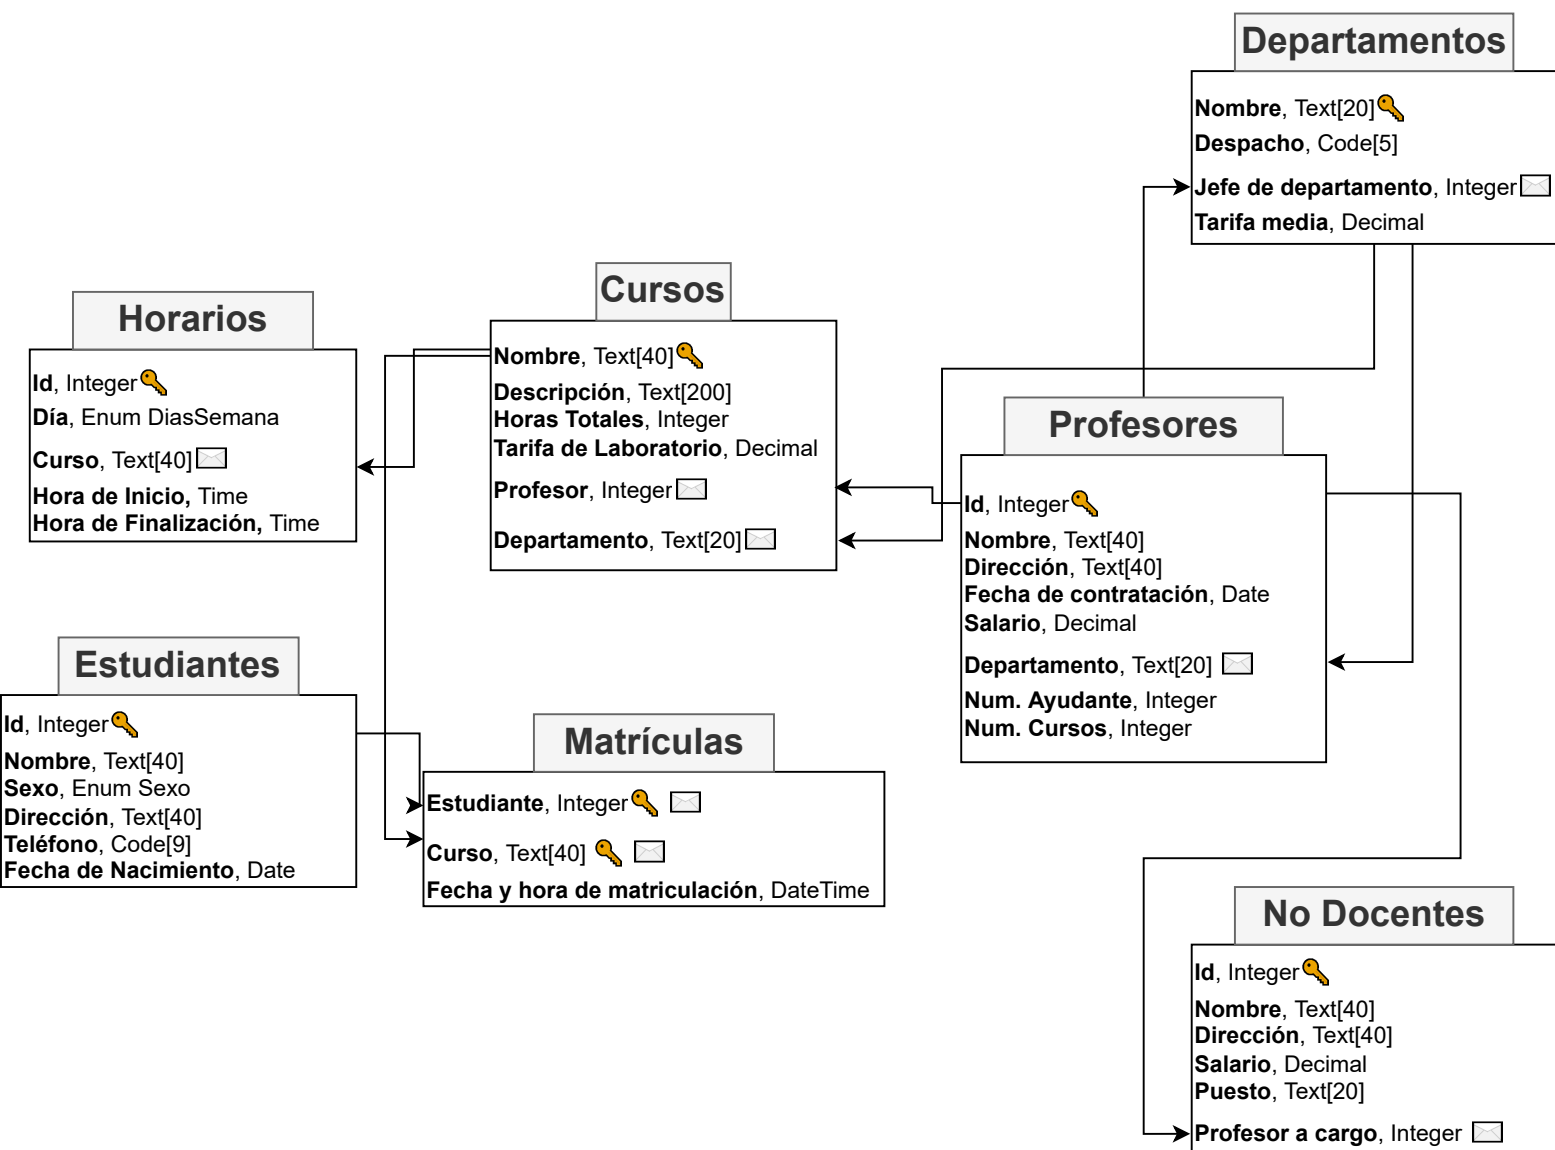 Departamentos
Nombre, Text[20]
Despacho, Code[5]
Jefe de departamento, Integer
Tarifa media, Decimal
Cursos
Nombre, Text[40]
Descripción, Text[200]
Horas Totales, Integer
Tarifa de Laboratorio, Decimal
Profesor, Integer
Departamento, Text[20]
Horarios
Id, Integer
Día, Enum DiasSemana
Curso, Text[40]
Hora de Inicio, Time
Hora de Finalización, Time
Profesores
Id, Integer
Nombre, Text[40]
Dirección, Text[40]
Fecha de contratación, Date
Salario, Decimal
Departamento, Text[20]
Num. Ayudante, Integer
Num. Cursos, Integer
Estudiantes
Id, Integer
Nombre, Text[40]
Sexo, Enum Sexo
Dirección, Text[40]
Teléfono, Code[9]
Fecha de Nacimiento, Date
Matrículas
Estudiante, Integer
Curso, Text[40]
Fecha y hora de matriculación, DateTime
No Docentes
Id, Integer
Nombre, Text[40]
Dirección, Text[40]
Salario, Decimal
Puesto, Text[20]
Profesor a cargo, Integer